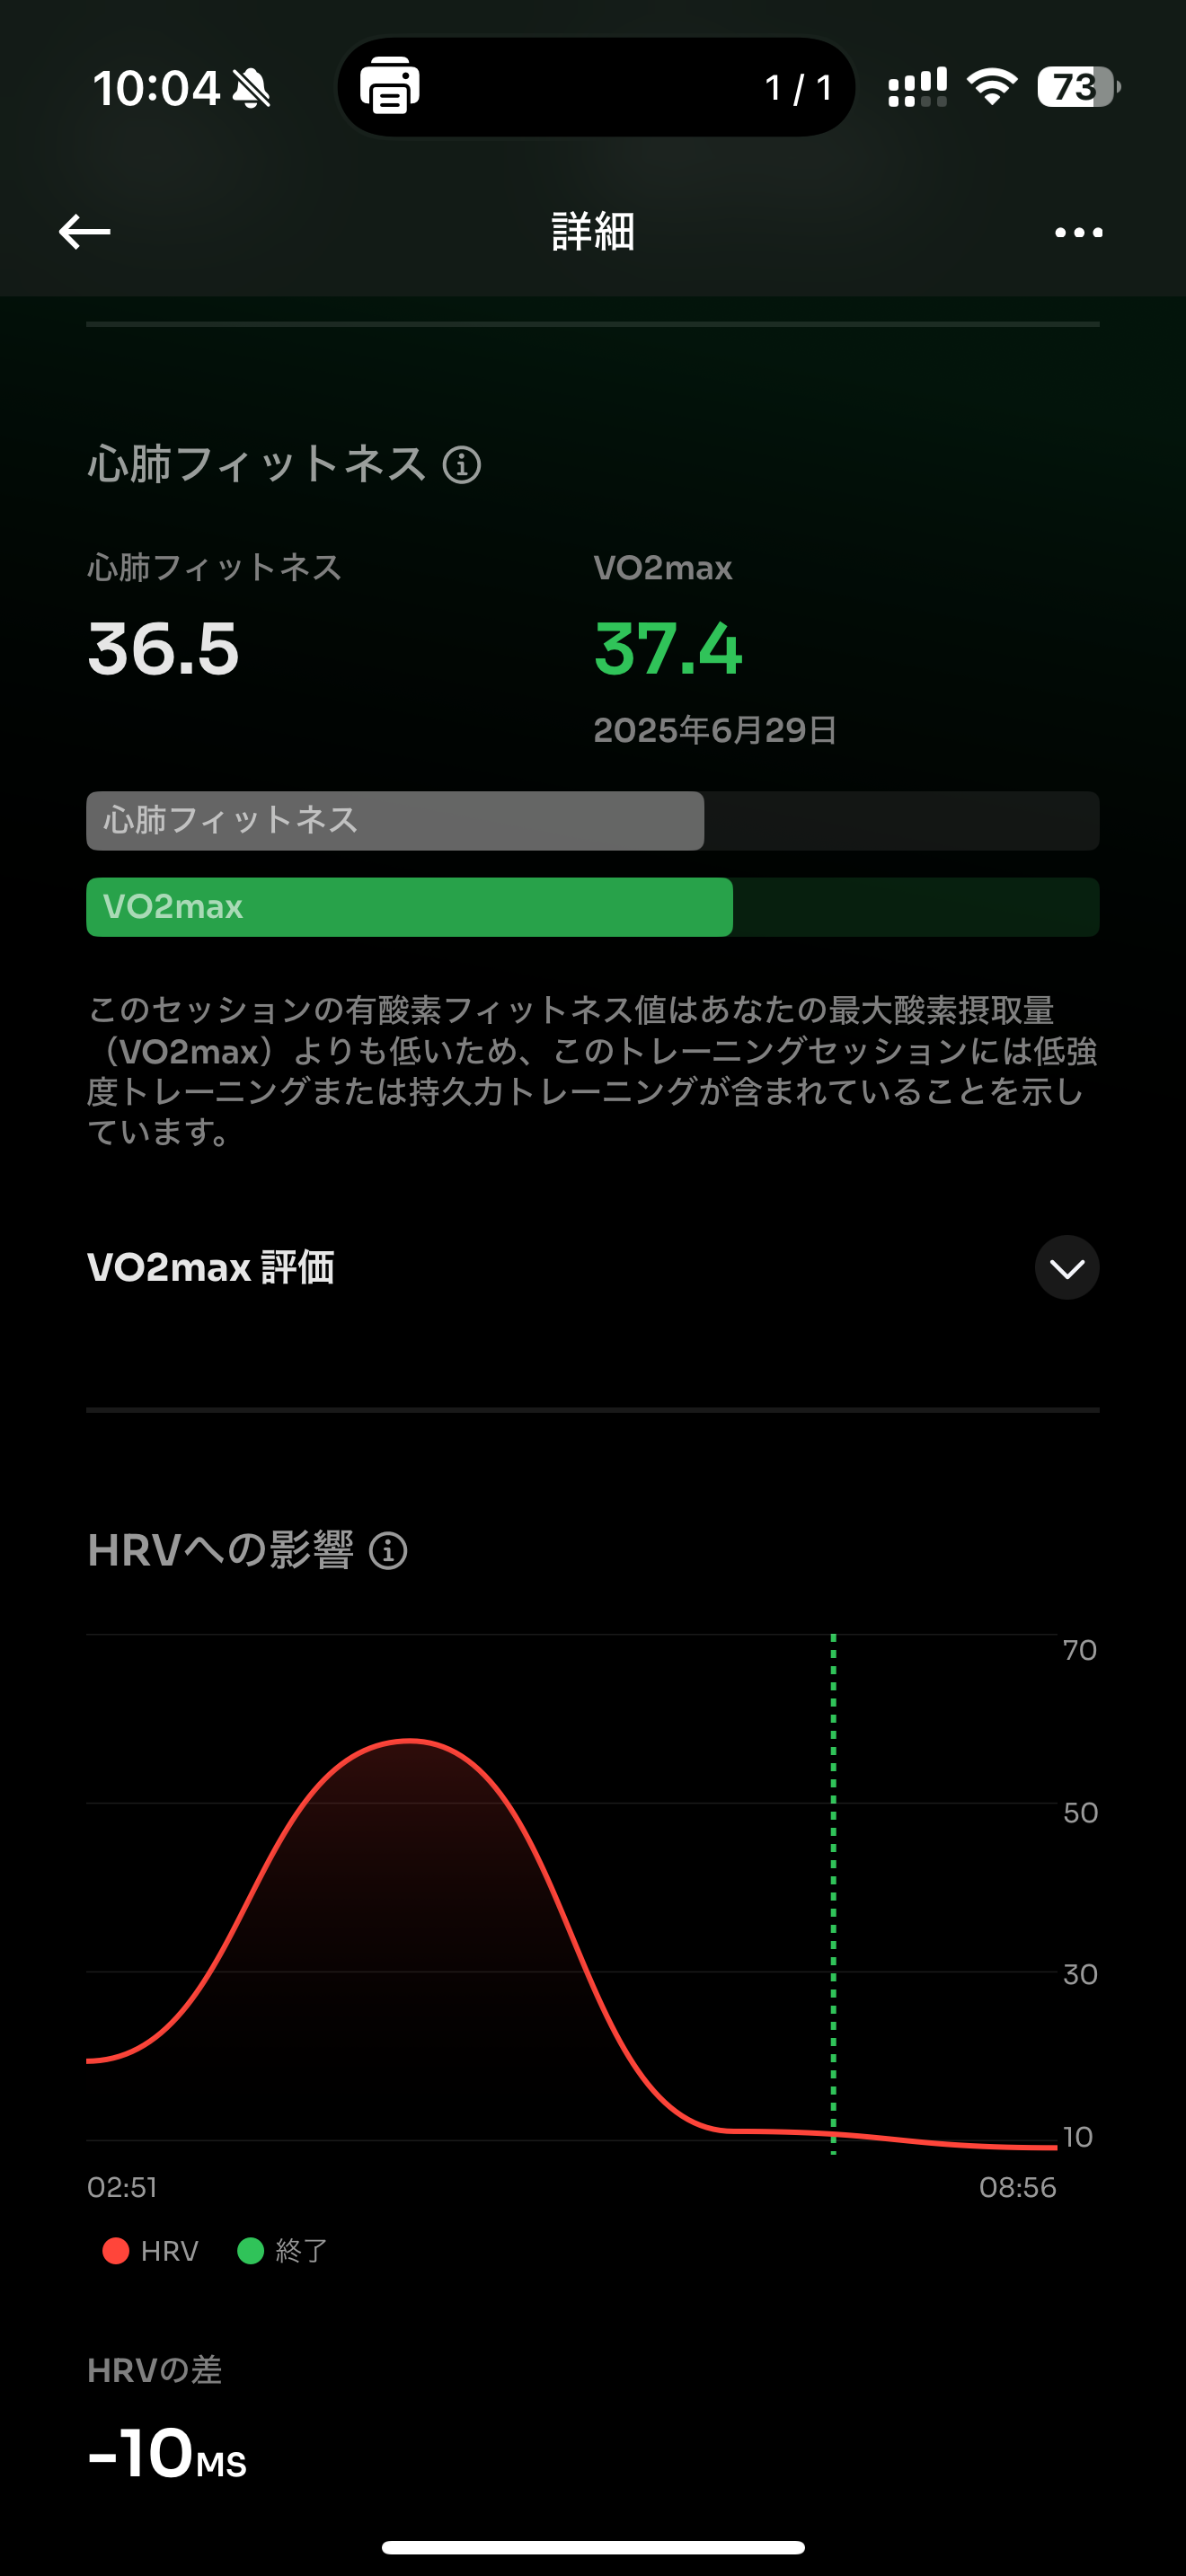 10:04
1 / 1
73
詳細
心肺フィットネス
心肺フィットネス
VO2max
36.5
37.4
2025年6月29日
心肺フィットネス
VO2max
このセッションの有酸素フィットネス値はあなたの最大酸素摂取量
（VO2max）よりも低いため、このトレーニングセッションには低強
度トレーニングまたは持久力トレーニングが含まれていることを示し
ています。
VO2max 評価
HRVへの影響
70
50
30
10
02:51
08:56
HRV
終了
HRVの差
-10MS